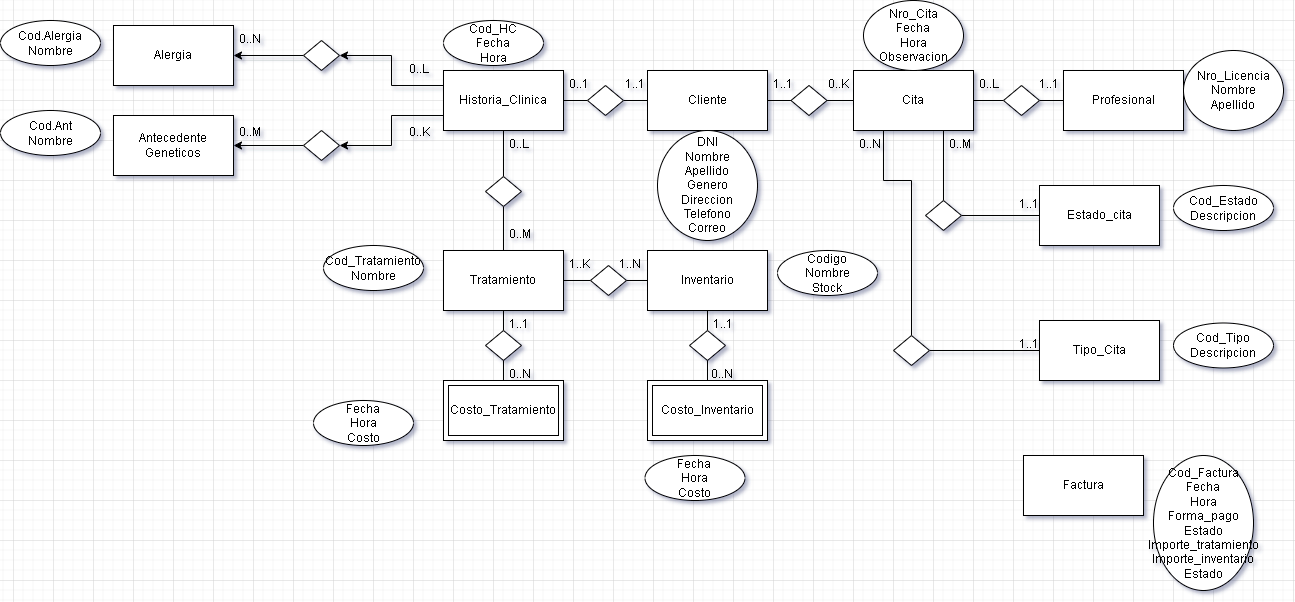 Nro_Cita
Fecha
Hora
Observacion
Cod.Alergia
Nombre
Alergia
0..N
0..L
Cod_HC
Fecha
Hora
Historia_Clinica
0..1
1..1
Cliente
1..1
0..K
Cita
0..L
1..1
Profesional
Nro_Licencia
Nombre
Apellido
Cod.Ant
Nombre
Antecedente
Geneticos
0..M
0..K
0..L
DNI
Nombre
Apellido
Genero
Direccion
Telefono
Correo
0..N
0..M
1..1
Estado_cita
Cod_Estado
Descripcion
0..M
Cod_Tratamiento
Nombre
Tratamiento
1..K
1..N
Inventario
Codigo
Nombre
Stock
1..1
1..1
1..1
Tipo_Cita
Cod_Tipo
Descripcion
0..N
0..N
Fecha
Hora
Costo
Costo_Tratamiento
Costo_Inventario
Fecha
Hora
Costo
Factura
Cod_Factura
Fecha
Hora
Forma_pago
Estado
Importe_tratamiento
Importe_inventario
Estado